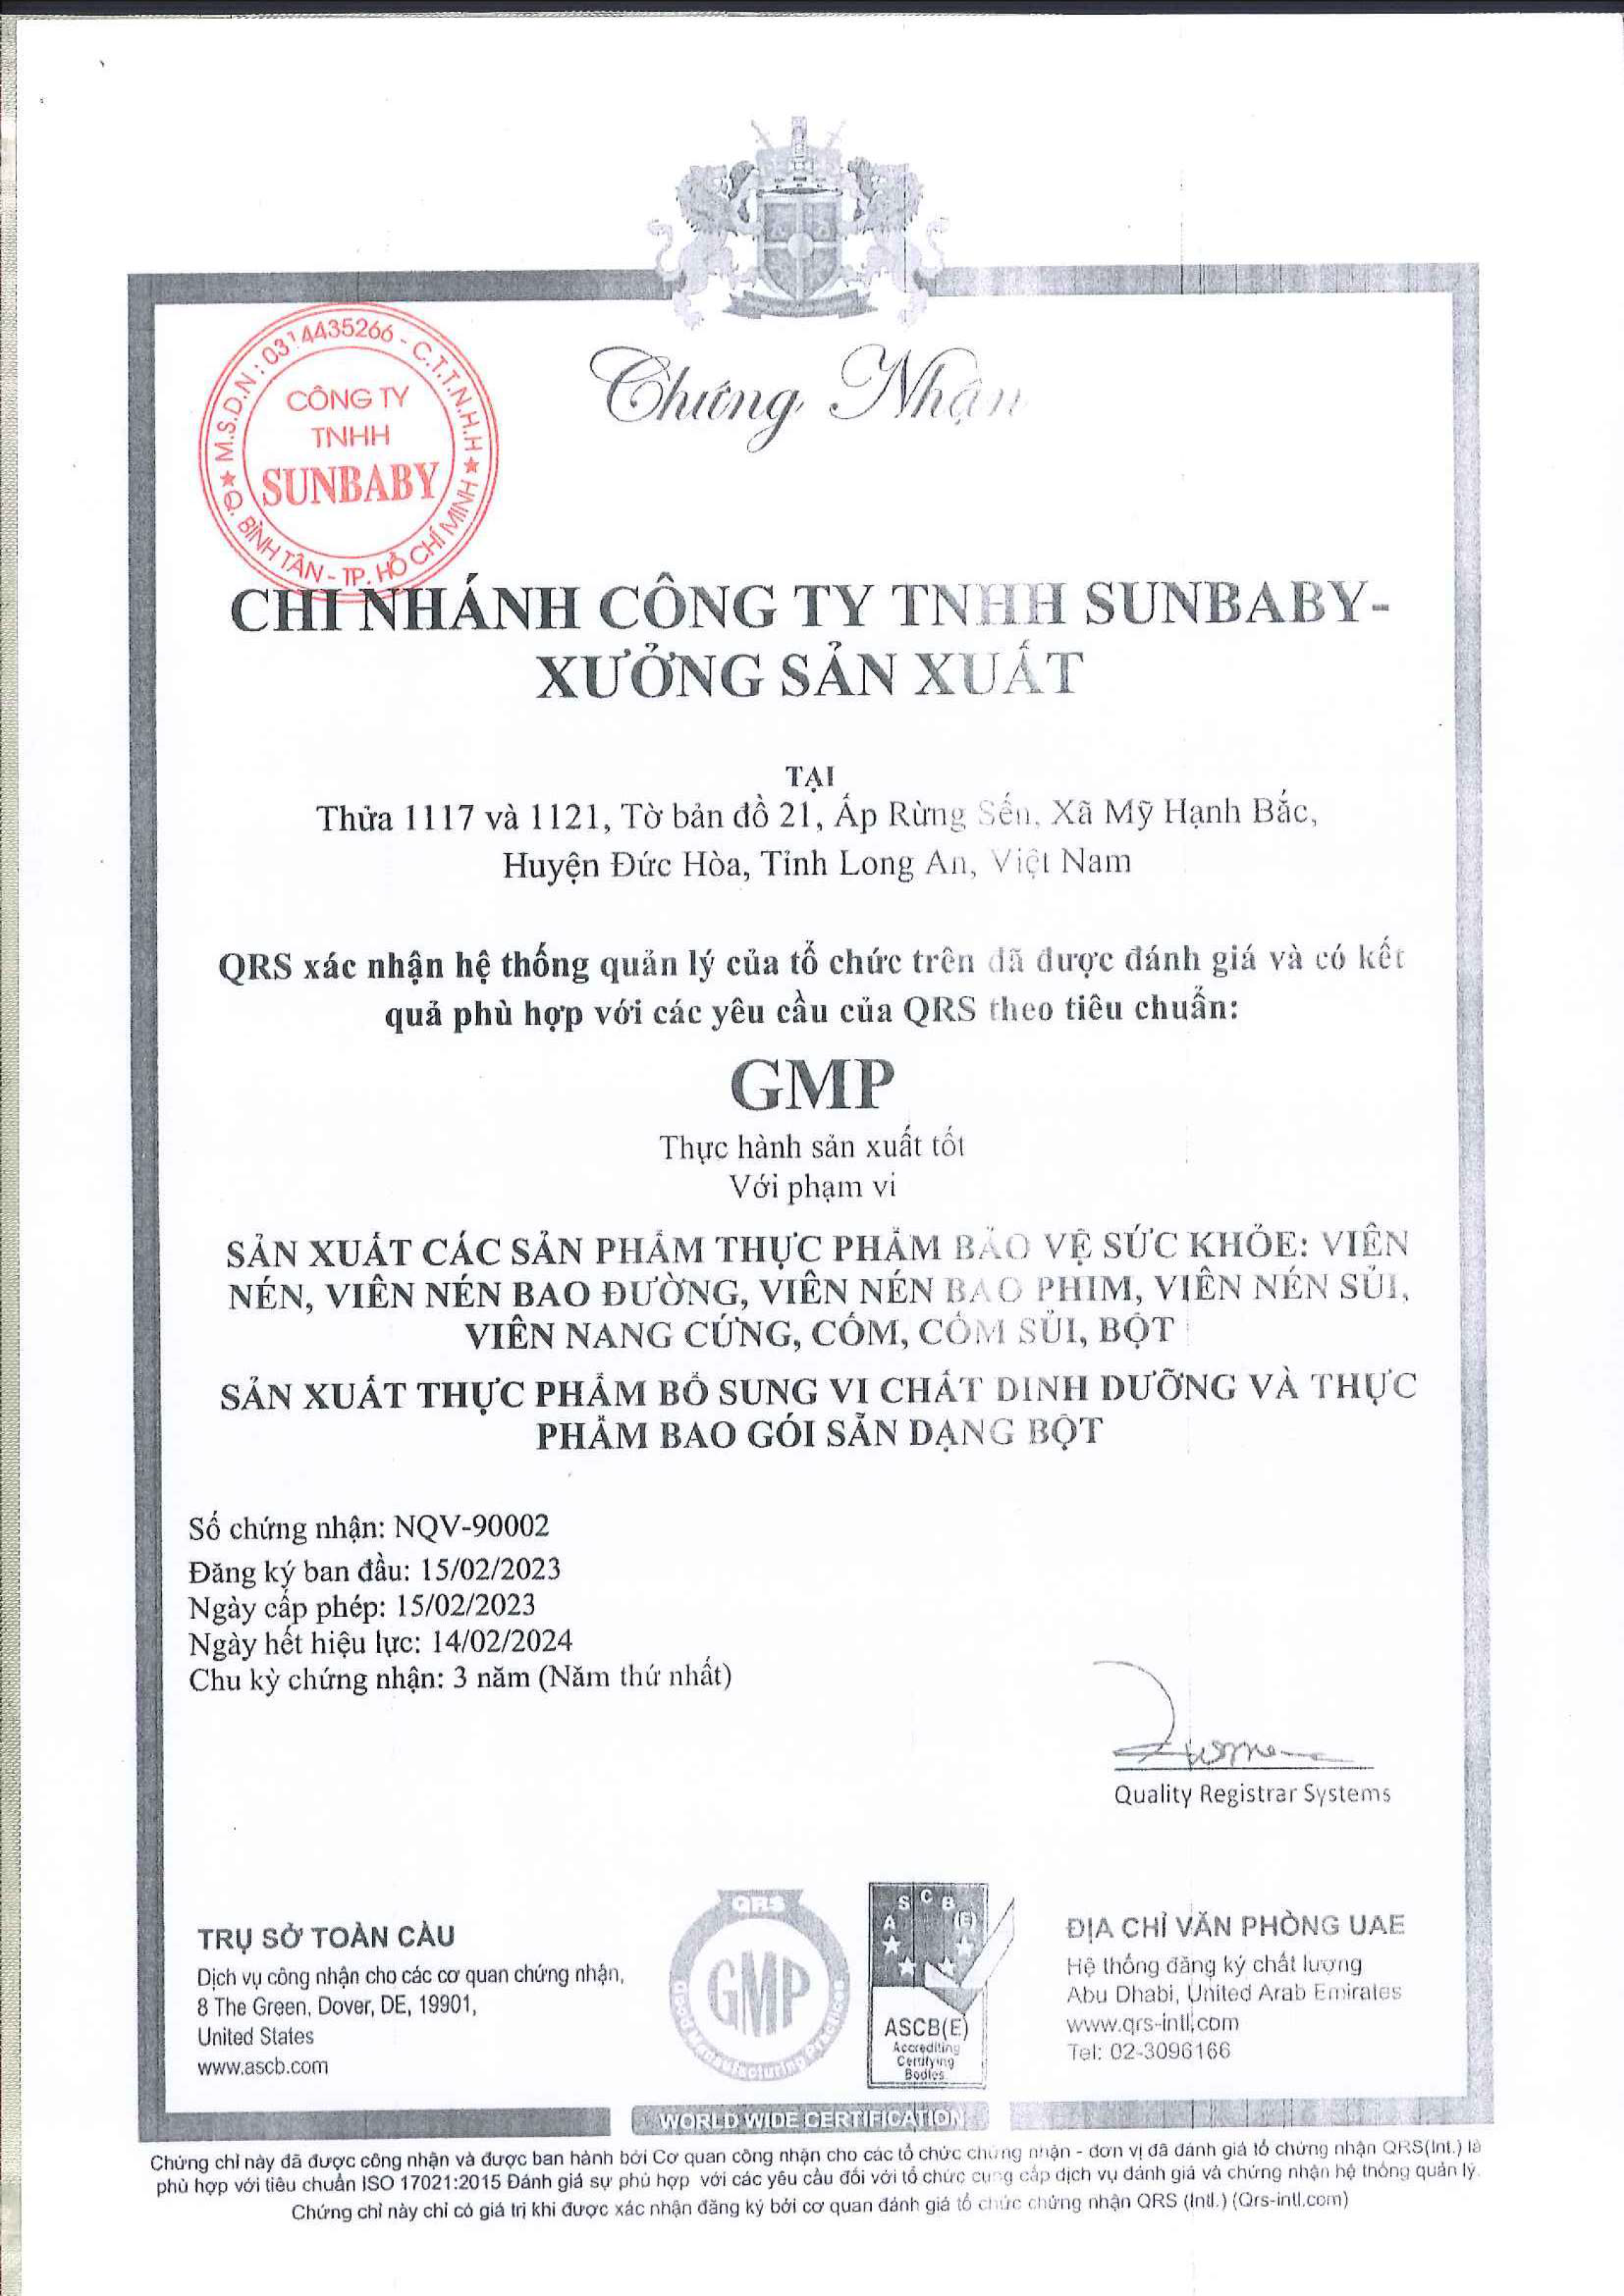 M.S.D.N: 0314435266 - C.T.T.N.H.H
CÔNG TY
TNHH
SUNBABY
Q. BÌNH TÂN - TP. HỒ CHÍ MINH
Chứng Nhận
CHI NHÁNH CÔNG TY TNHH SUNBABY-
XƯỞNG SẢN XUẤT
TẠI
Thửa 1117 và 1121, Tờ bản đồ 21, Ấp Rừng Sến, Xã Mỹ Hạnh Bắc,
Huyện Đức Hòa, Tỉnh Long An, Việt Nam
QRS xác nhận hệ thống quản lý của tổ chức trên đã được đánh giá và có kết
quả phù hợp với các yêu cầu của QRS theo tiêu chuẩn:
GMP
Thực hành sản xuất tốt
Với phạm vi
SẢN XUẤT CÁC SẢN PHẨM THỰC PHẨM BẢO VỆ SỨC KHỎE: VIÊN
NÉN, VIÊN NÉN BAO ĐƯỜNG, VIÊN NÉN BAO PHIM, VIÊN NÉN SỦI,
VIÊN NANG CỨNG, CỐM, CỐM SỦI, BỘT
SẢN XUẤT THỰC PHẨM BỔ SUNG VI CHẤT DINH DƯỠNG VÀ THỰC
PHẨM BAO GÓI SẴN DẠNG BỘT
Số chứng nhận: NQV-90002
Đăng ký ban đầu: 15/02/2023
Ngày cấp phép: 15/02/2023
Ngày hết hiệu lực: 14/02/2024
Chu kỳ chứng nhận: 3 năm (Năm thứ nhất)
Quality Registrar Systems
TRỤ SỞ TOÀN CẦU
Dịch vụ công nhận cho các cơ quan chứng nhận,
8 The Green, Dover, DE, 19901,
United States
www.ascb.com
QRS
GMP
Good Manufacturing Practices
A S C B (E)
ASCB(E)
Accrediting
Certifying
Bodies
ĐỊA CHỈ VĂN PHÒNG UAE
Hệ thống đăng ký chất lượng
Abu Dhabi, United Arab Emirates
www.qrs-intl.com
Tel: 02-3096166
WORLD WIDE CERTIFICATION
Chứng chỉ này đã được công nhận và được ban hành bởi Cơ quan công nhận cho các tổ chức chứng nhận - đơn vị đã đánh giá tổ chứng nhận QRS(Int.) là
phù hợp với tiêu chuẩn ISO 17021:2015 Đánh giá sự phù hợp với các yêu cầu đối với tổ chức cung cấp dịch vụ đánh giá và chứng nhận hệ thống quản lý.
Chứng chỉ này chỉ có giá trị khi được xác nhận đăng ký bởi cơ quan đánh giá tổ chức chứng nhận QRS (Intl.) (Qrs-intl.com)